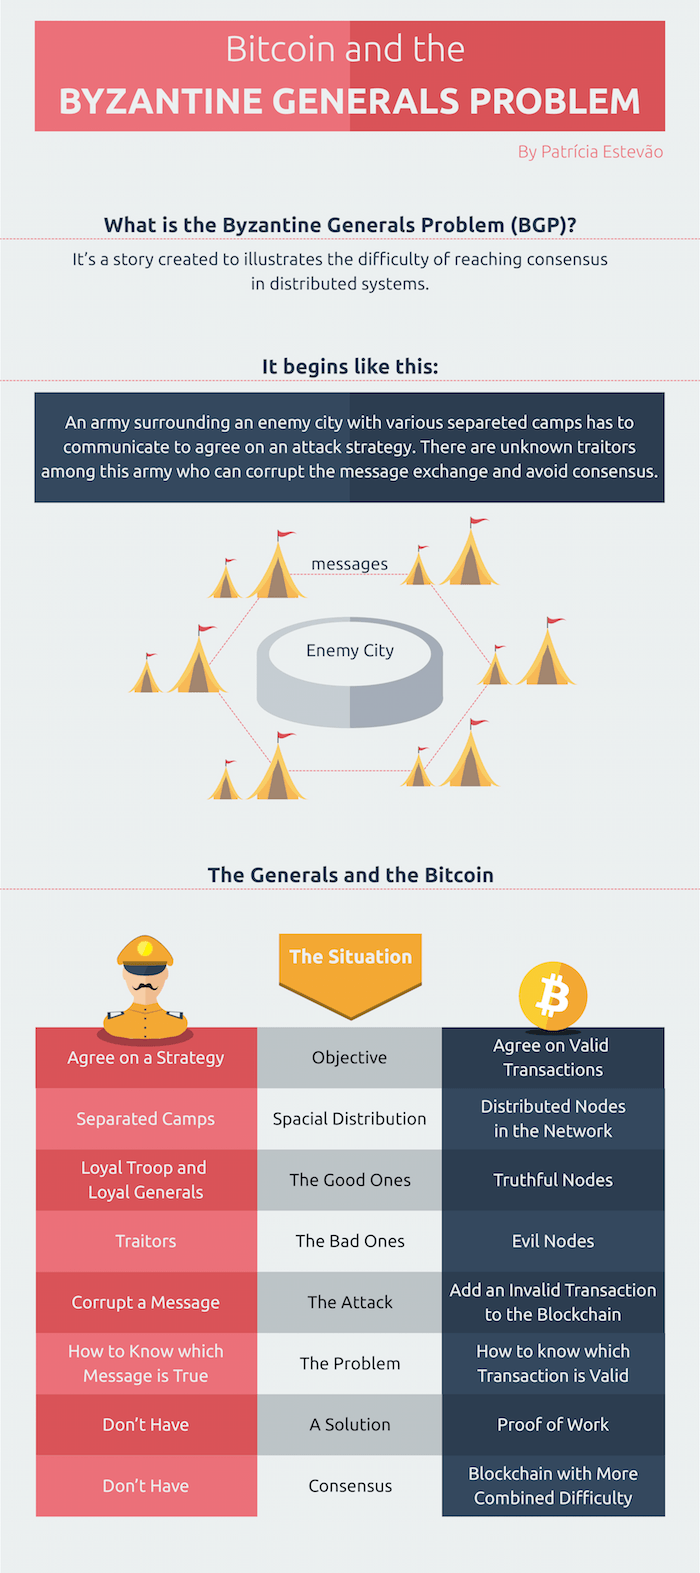 Bitcoin and the
BYZANTINE GENERALS PROBLEM
By Patrícia Estevão
What is the Byzantine Generals Problem (BGP)?
It's a story created to illustrates the difficulty of reaching consensus
in distributed systems.
It begins like this:
An army surrounding an enemy city with various separeted camps has to
communicate to agree on an attack strategy. There are unknown traitors
among this army who can corrupt the message exchange and avoid consensus.
messages
Enemy City
The Generals and the Bitcoin
The Situation
Agree on a Strategy
Objective
Agree on Valid
Transactions
Separated Camps
Spacial Distribution
Distributed Nodes
in the Network
Loyal Troop and
Loyal Generals
The Good Ones
Truthful Nodes
Traitors
The Bad Ones
Evil Nodes
Corrupt a Message
The Attack
Add an Invalid Transaction
to the Blockchain
How to Know which
Message is True
The Problem
How to know which
Transaction is Valid
Don't Have
A Solution
Proof of Work
Don't Have
Consensus
Blockchain with More
Combined Difficulty